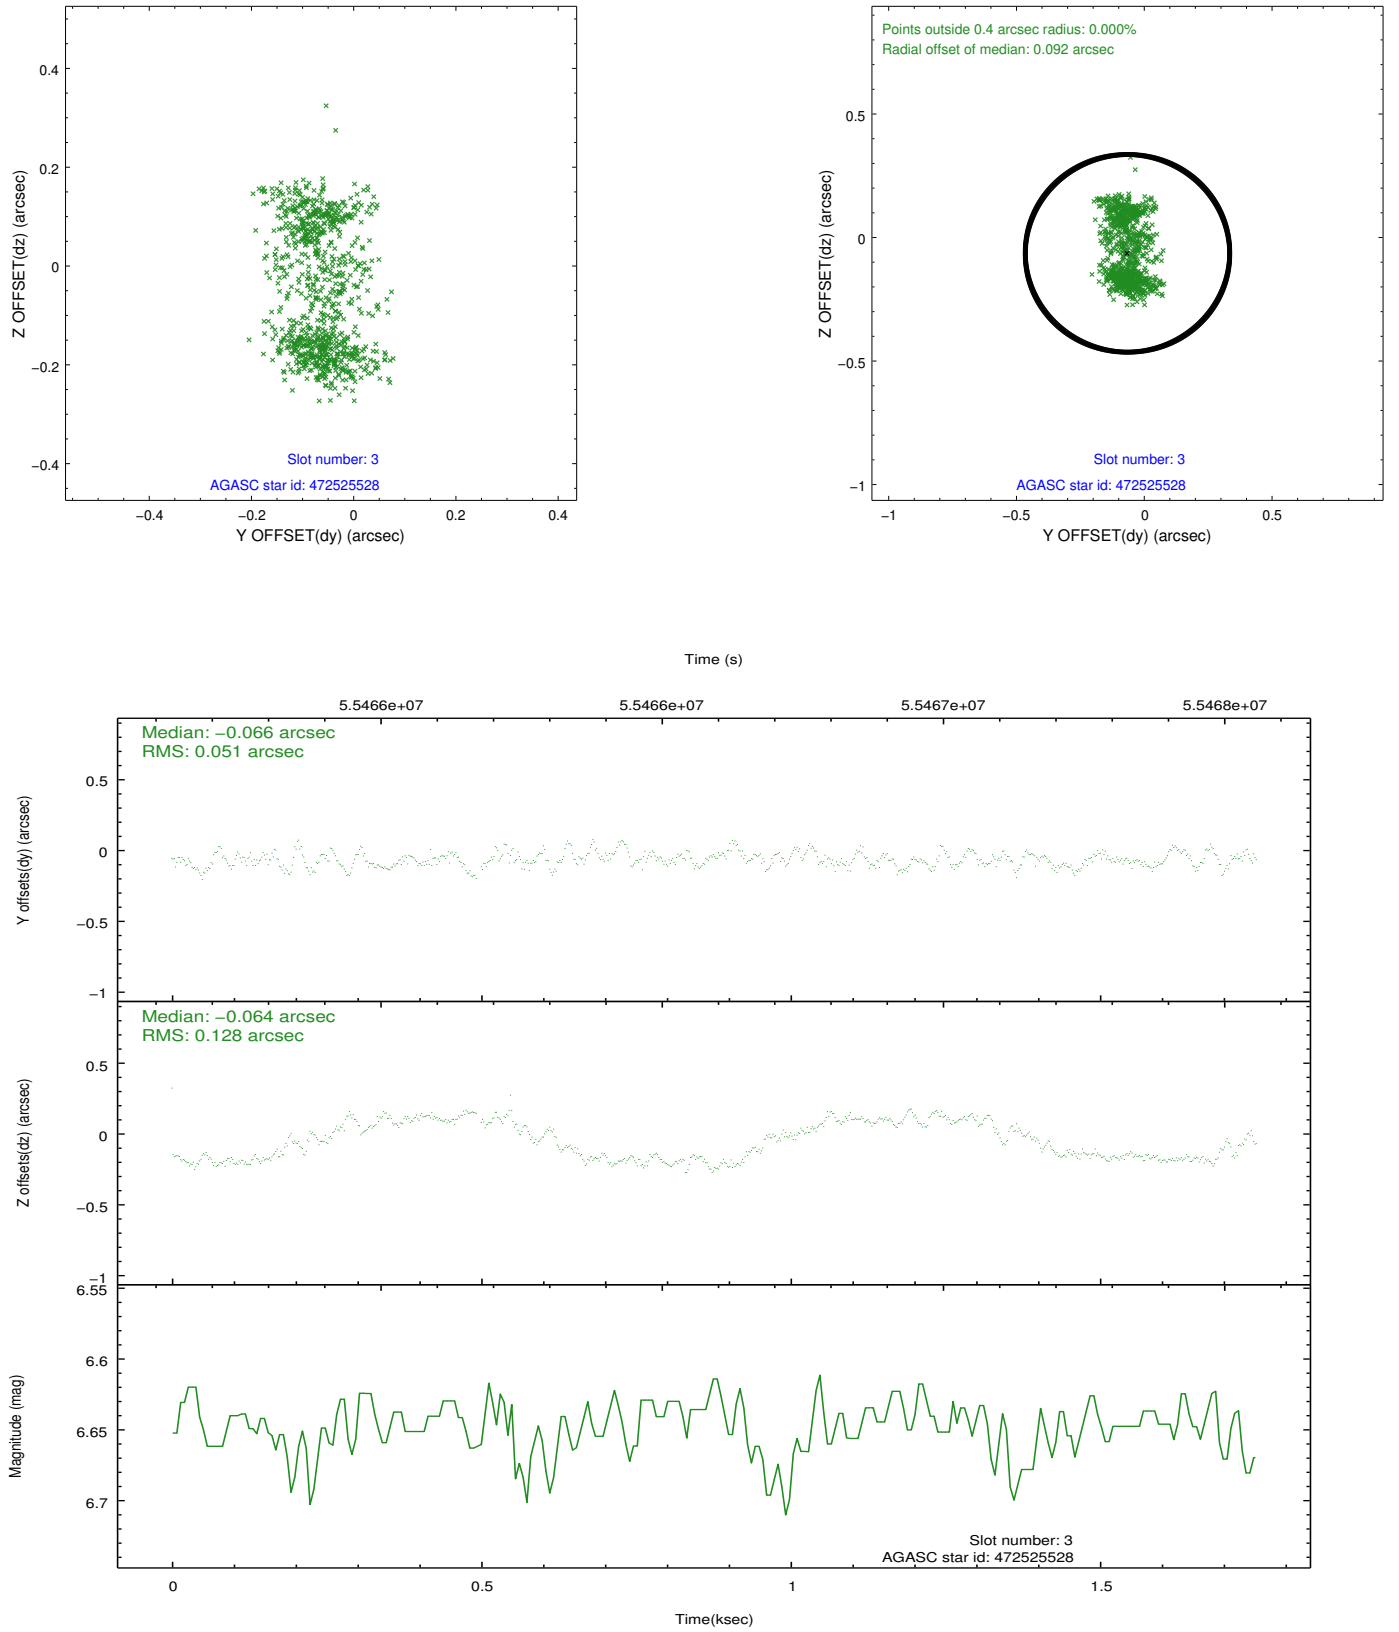 0.4
0.2
0
−0.2
−0.4
Z OFFSET(dz) (arcsec)
Slot number: 3
AGASC star id: 472525528
−0.4 −0.2 0 0.2 0.4
Y OFFSET(dy) (arcsec)
Points outside 0.4 arcsec radius: 0.000%
Radial offset of median: 0.092 arcsec
0.5
0
−0.5
−1
Z OFFSET(dz) (arcsec)
Slot number: 3
AGASC star id: 472525528
−1 −0.5 0 0.5
Y OFFSET(dy) (arcsec)
Time (s)
5.5466e+07 5.5466e+07 5.5467e+07 5.5468e+07
Median: −0.066 arcsec
RMS: 0.051 arcsec
0.5
0
−0.5
−1
Y offsets(dy) (arcsec)
Median: −0.064 arcsec
RMS: 0.128 arcsec
0.5
0
−0.5
−1
Z offsets(dz) (arcsec)
6.55
6.6
6.65
6.7
Magnitude (mag)
Slot number: 3
AGASC star id: 472525528
0 0.5 1 1.5
Time(ksec)